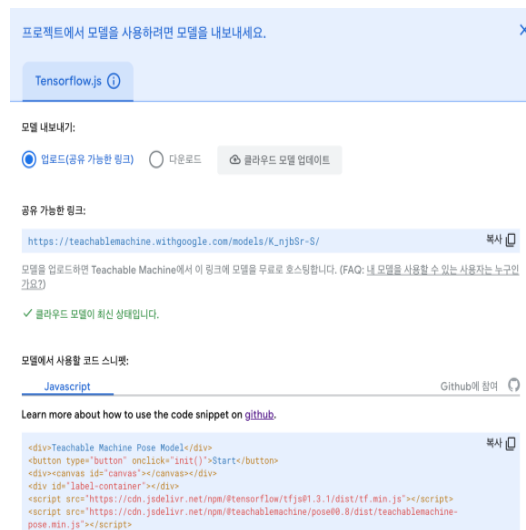 프로젝트에서 모델을 사용하려면 모델을 내보내세요.
Tensorflow.js
모델 내보내기:
업로드(공유 가능한 링크) 다운로드 클라우드 모델 업데이트
공유 가능한 링크:
https://teachablemachine.withgoogle.com/models/K_njbSr-S/ 복사
모델을 업로드하면 Teachable Machine에서 이 링크에 모델을 무료로 호스팅합니다. (FAQ: 내 모델을 사용할 수 있는 사용자는 누구인
가요?)
클라우드 모델이 최신 상태입니다.
모델에서 사용할 코드 스니펫:
Javascript Github에 참여
Learn more about how to use the code snippet on github.
복사
<div>Teachable Machine Pose Model</div>
<button type="button" onclick="init()">Start</button>
<div><canvas id="canvas"></canvas></div>
<div id="label-container"></div>
<script src="https://cdn.jsdelivr.net/npm/@tensorflow/tfjs@1.3.1/dist/tf.min.js"></script>
<script src="https://cdn.jsdelivr.net/npm/@teachablemachine/pose@0.8/dist/teachablemachine-
pose.min.js"></script>